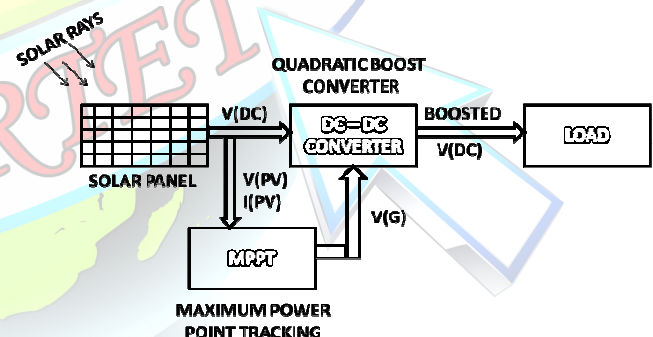 SOLAR RAYS
QUADRATIC BOOST
CONVERTER
V(DC)
DC-DC
CONVERTER
BOOSTED
V(DC)
LOAD
SOLAR PANEL
V(PV)
I(PV)
V(G)
MPPT
MAXIMUM POWER
POINT TRACKING